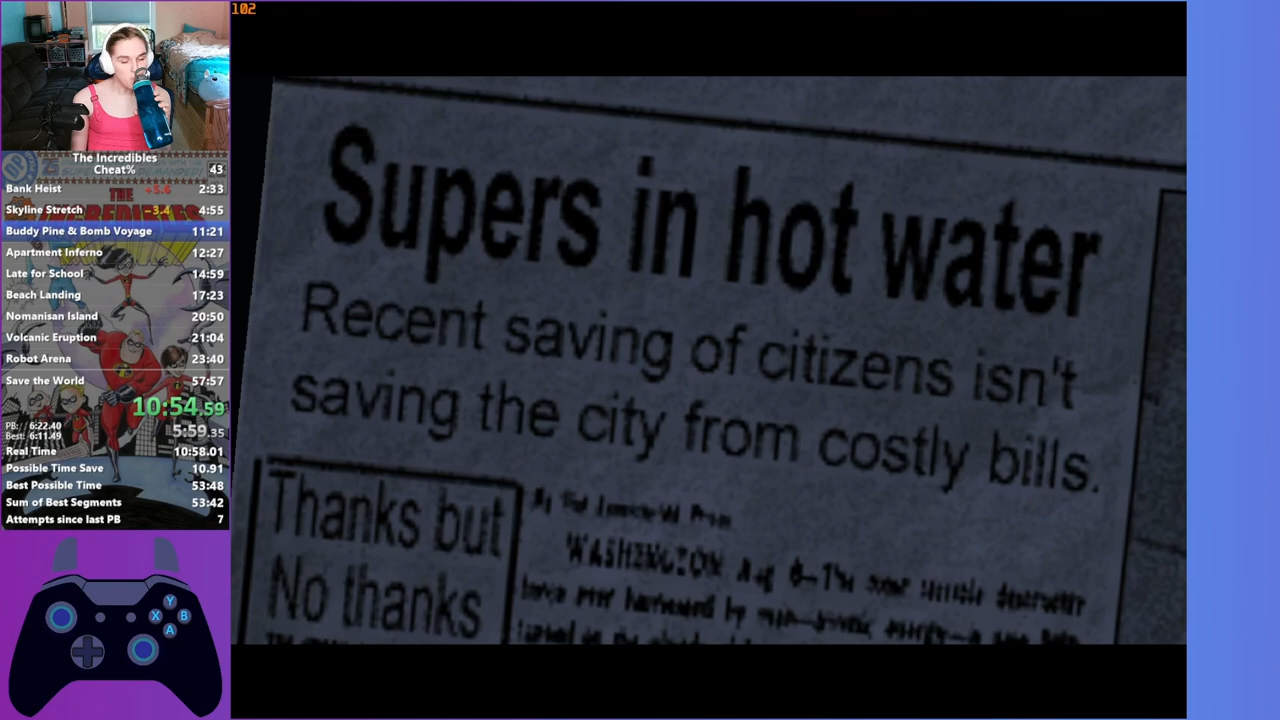 102
The Incredibles
Cheat% 43
Bank Heist +5.6 2:33
Skyline Stretch -3.4 4:55
Buddy Pine & Bomb Voyage 11:21
Apartment Inferno 12:27
Late for School 14:59
Beach Landing 17:23
Nomanisan Island 20:50
Volcanic Eruption 21:04
Robot Arena 23:40
Save the World 57:57
10:54.59
PB: 6:22.40
Best: 6:11.49
5:59.35
Real Time 10:58.01
Possible Time Save 10.91
Best Possible Time 53:48
Sum of Best Segments 53:42
Attempts since last PB 7
Y
X B
A
Supers in hot water
Recent saving of citizens isn't
saving the city from costly bills.
Thanks but
No thanks
WASHINGTON Aug